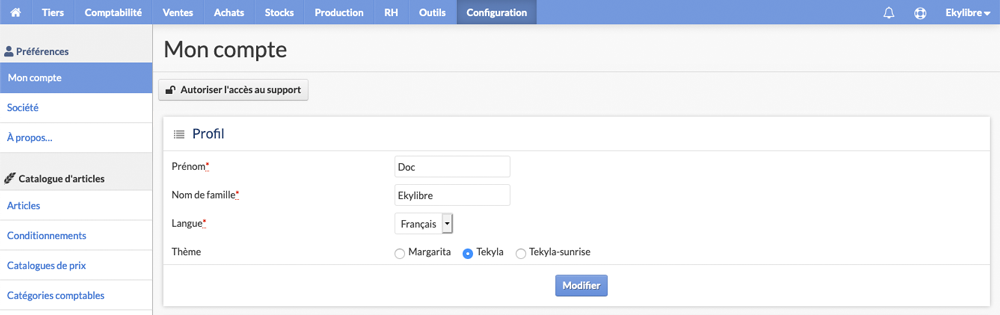 Tiers Comptabilité Ventes Achats Stocks Production RH Outils Configuration Ekylibre
Préférences
Mon compte
Société
À propos...
Catalogue d'articles
Articles
Conditionnements
Catalogues de prix
Catégories comptables
Mon compte
Autoriser l'accès au support
Profil
Prénom* Doc
Nom de famille* Ekylibre
Langue* Français
Thème Margarita Tekyla Tekyla-sunrise
Modifier